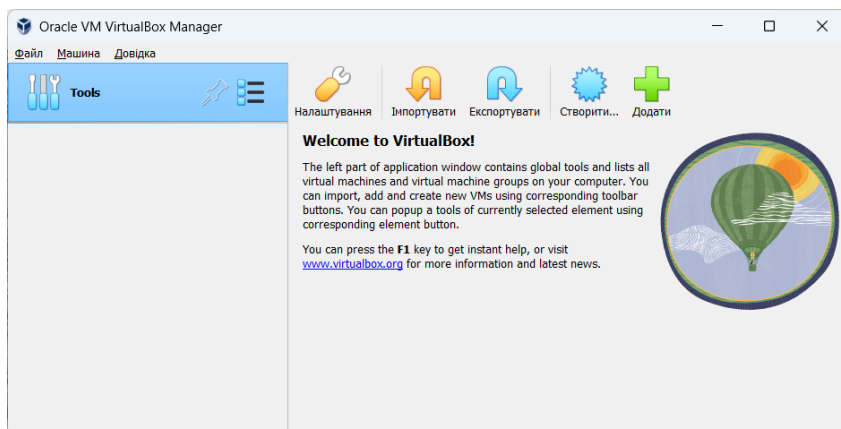 Oracle VM VirtualBox Manager
Файл Машина Довідка
Tools
Налаштування Імпортувати Експортувати Створити... Додати
Welcome to VirtualBox!
The left part of application window contains global tools and lists all
virtual machines and virtual machine groups on your computer. You
can import, add and create new VMs using corresponding toolbar
buttons. You can popup a tools of currently selected element using
corresponding element button.
You can press the F1 key to get instant help, or visit
www.virtualbox.org for more information and latest news.